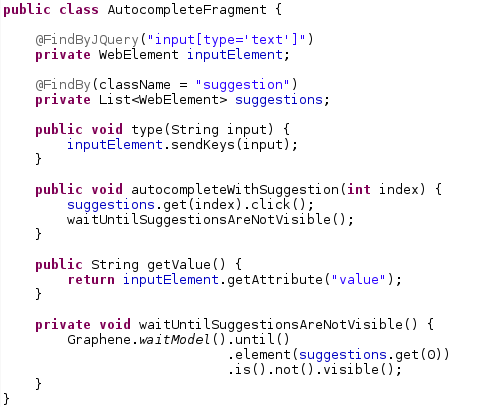 public class AutocompleteFragment {
@FindByJQuery("input[type='text']")
private WebElement inputElement;
@FindBy(className = "suggestion")
private List<WebElement> suggestions;
public void type(String input) {
inputElement.sendKeys(input);
}
public void autocompleteWithSuggestion(int index) {
suggestions.get(index).click();
waitUntilSuggestionsAreNotVisible();
}
public String getValue() {
return inputElement.getAttribute("value");
}
private void waitUntilSuggestionsAreNotVisible() {
Graphene.waitModel().until()
.element(suggestions.get(0))
.is().not().visible();
}
}